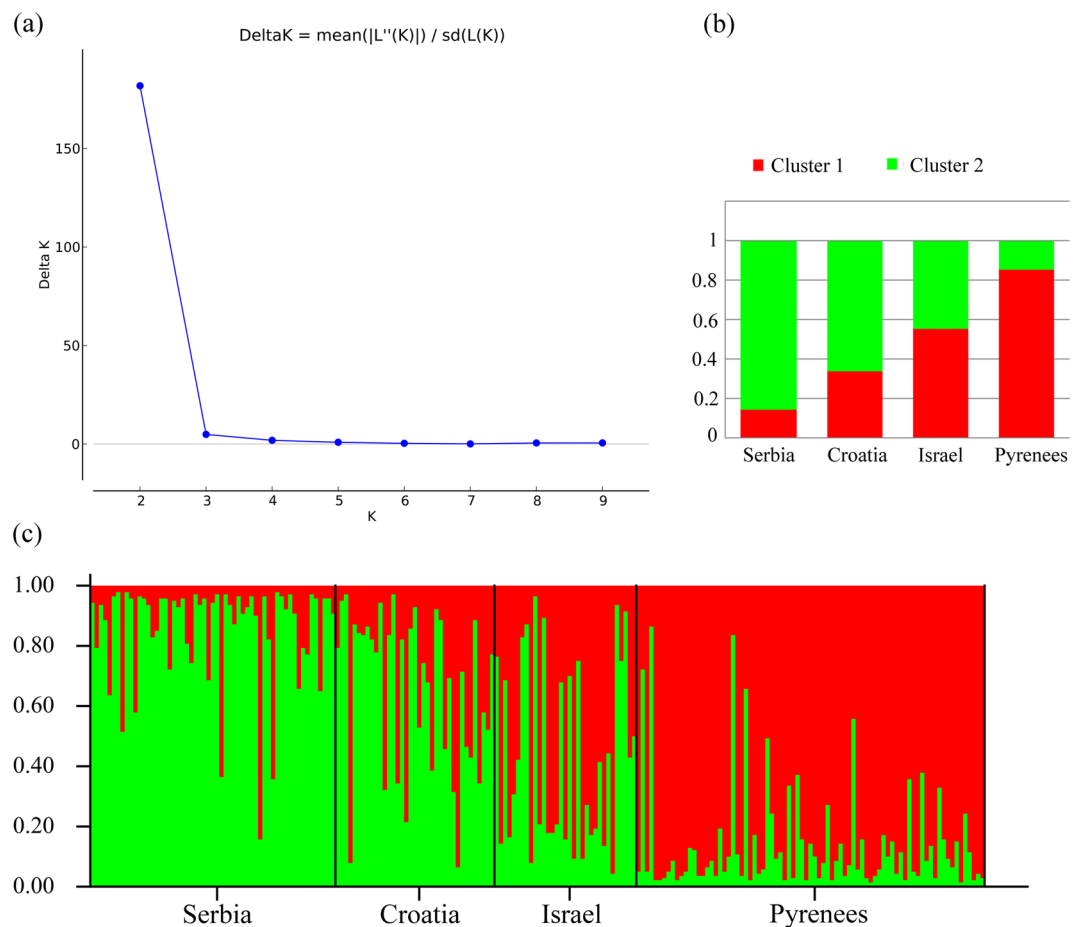 (a)
DeltaK = mean(|L''(K)|) / sd(L(K))
150
100
50
0
Delta K
2 3 4 5 6 7 8 9
K
(b)
Cluster 1 Cluster 2
1
0.8
0.6
0.4
0.2
0
Serbia Croatia Israel Pyrenees
(c)
1.00
0.80
0.60
0.40
0.20
0.00
Serbia Croatia Israel Pyrenees